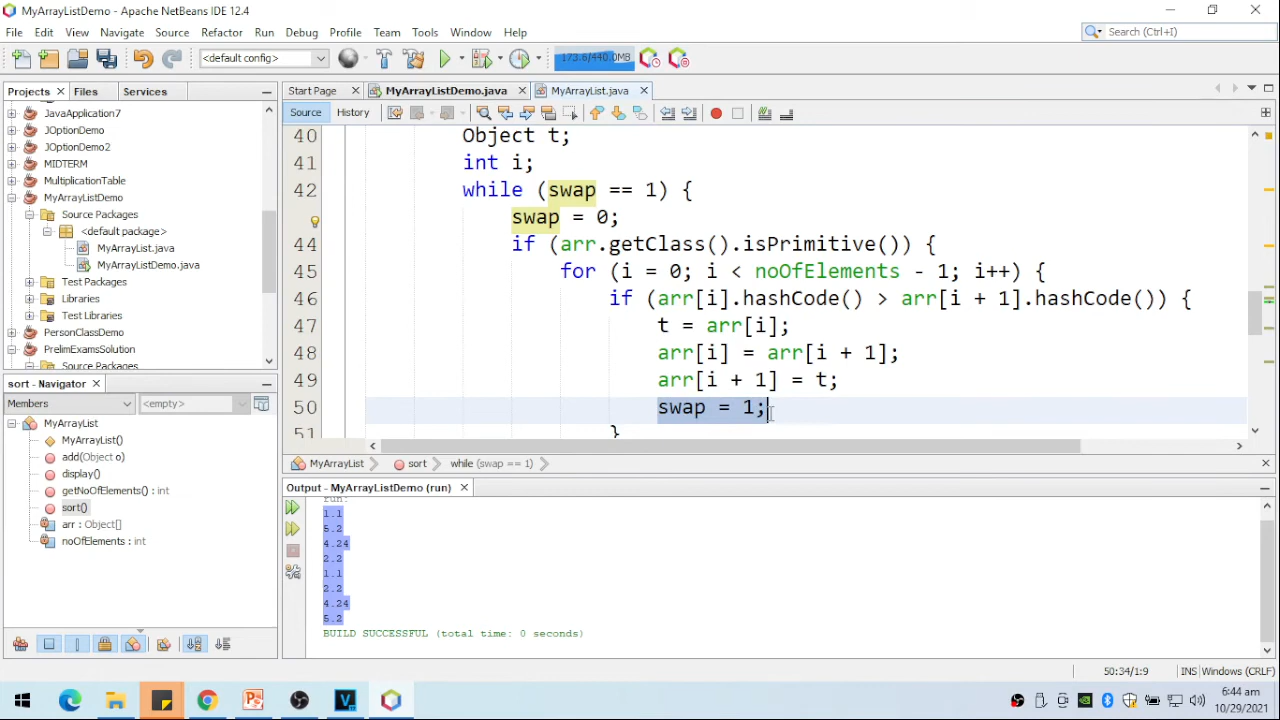 MyArrayListDemo - Apache NetBeans IDE 12.4
File Edit View Navigate Source Refactor Run Debug Profile Team Tools Window Help
Search (Ctrl+I)
<default config>
173.6/440.0MB
Projects Files Services
JavaApplication7
JOptionDemo
JOptionDemo2
MIDTERM
MultiplicationTable
MyArrayListDemo
Source Packages
<default package>
MyArrayList.java
MyArrayListDemo.java
Test Packages
Libraries
Test Libraries
PersonClassDemo
PrelimExamsSolution
Source Packages
sort - Navigator
Members <empty>
MyArrayList
MyArrayList()
add(Object o)
display()
getNoOfElements() : int
sort()
arr : Object[]
noOfElements : int
Start Page MyArrayListDemo.java MyArrayList.java
Source History
40 Object t;
41 int i;
42 while (swap == 1) {
swap = 0;
44 if (arr.getClass().isPrimitive()) {
45 for (i = 0; i < noOfElements - 1; i++) {
46 if (arr[i].hashCode() > arr[i + 1].hashCode()) {
47 t = arr[i];
48 arr[i] = arr[i + 1];
49 arr[i + 1] = t;
50 swap = 1;
51 }
MyArrayList sort while (swap == 1)
Output - MyArrayListDemo (run)
run:
1.1
5.2
4.24
2.2
1.1
2.2
4.24
5.2
BUILD SUCCESSFUL (total time: 0 seconds)
50:34/1:9 INS Windows (CRLF)
6:44 am
10/29/2021